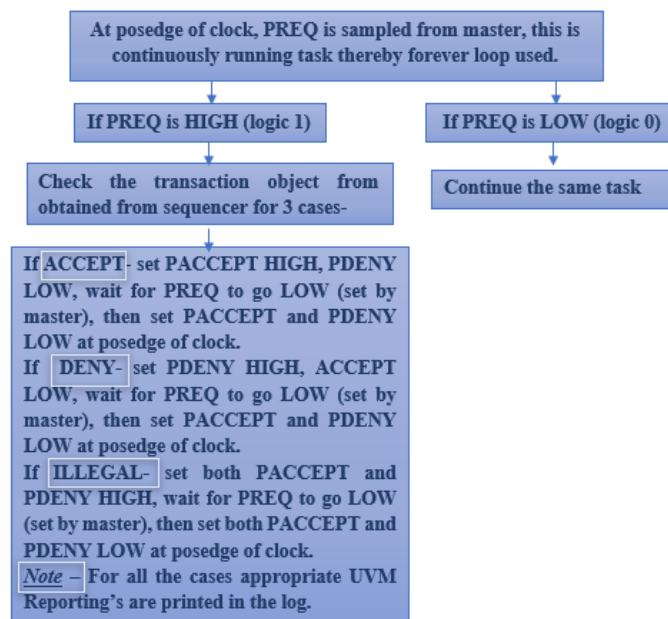 At posedge of clock, PREQ is sampled from master, this is
continuously running task thereby forever loop used.
If PREQ is HIGH (logic 1)
If PREQ is LOW (logic 0)
Check the transaction object from
obtained from sequencer for 3 cases-
Continue the same task
If ACCEPT- set PACCEPT HIGH, PDENY
LOW, wait for PREQ to go LOW (set by
master), then set PACCEPT and PDENY
LOW at posedge of clock.
If DENY- set PDENY HIGH, ACCEPT
LOW, wait for PREQ to go LOW (set by
master), then set PACCEPT and PDENY
LOW at posedge of clock.
If ILLEGAL- set both PACCEPT and
PDENY HIGH, wait for PREQ to go LOW
(set by master), then set both PACCEPT and
PDENY LOW at posedge of clock.
Note – For all the cases appropriate UVM
Reporting's are printed in the log.